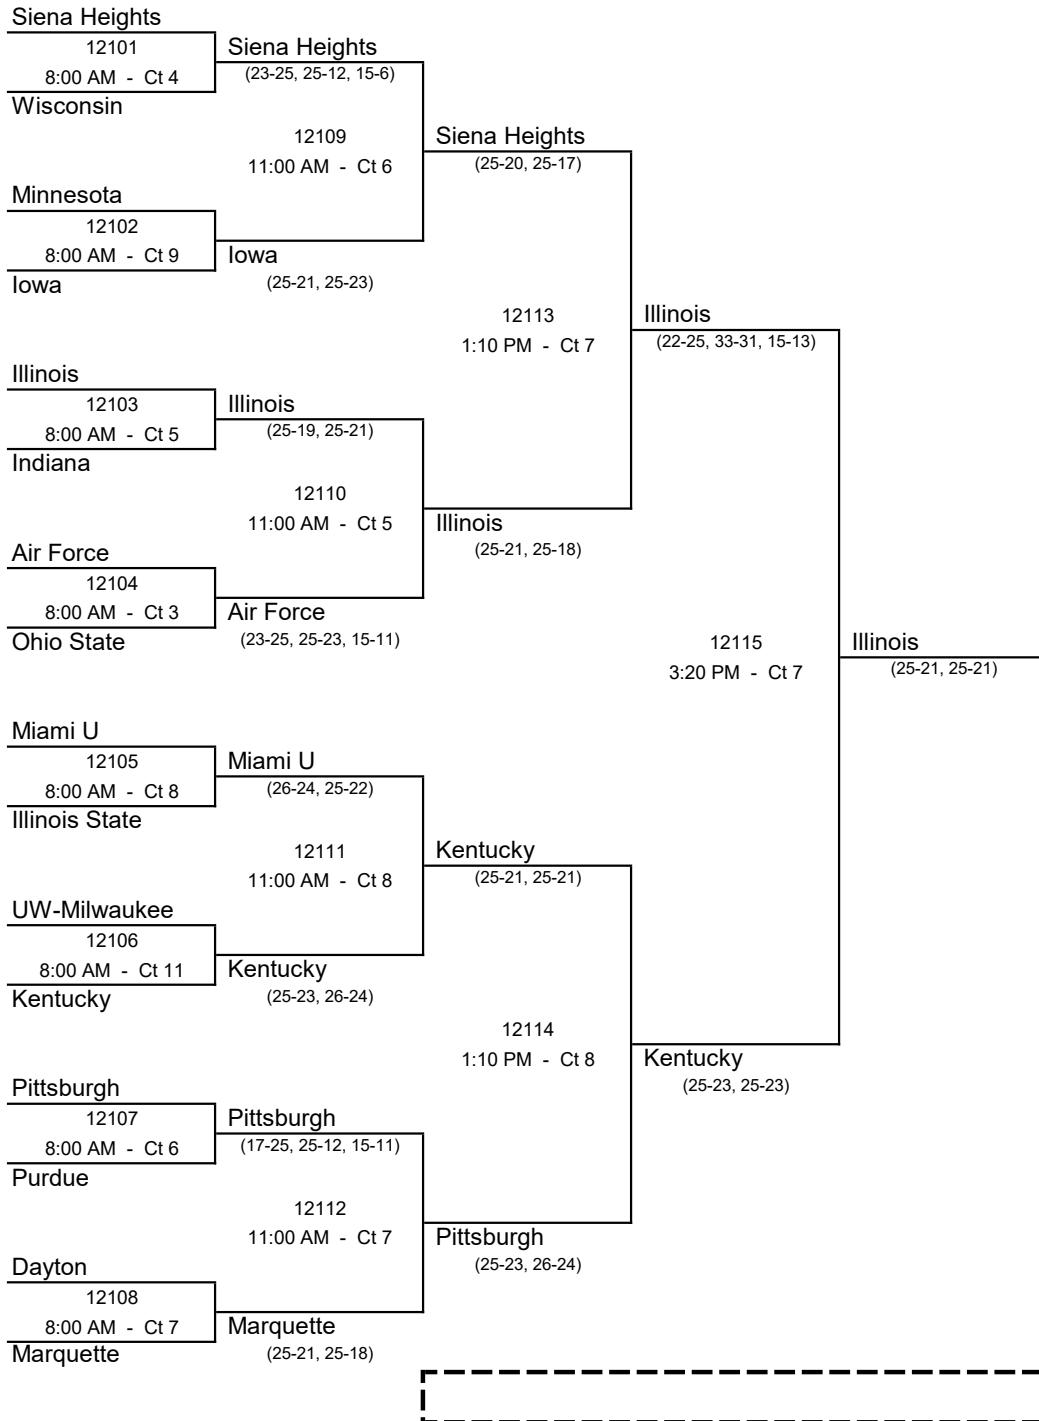 Siena Heights
12101
8:00 AM - Ct 4
Wisconsin
Siena Heights
(23-25, 25-12, 15-6)
12109
11:00 AM - Ct 6
Minnesota
12102
8:00 AM - Ct 9
Iowa
Iowa
(25-21, 25-23)
Siena Heights
(25-20, 25-17)
12113
1:10 PM - Ct 7
Illinois
12103
8:00 AM - Ct 5
Indiana
Illinois
(25-19, 25-21)
12110
11:00 AM - Ct 5
Air Force
12104
8:00 AM - Ct 3
Ohio State
Air Force
(23-25, 25-23, 15-11)
Illinois
(25-21, 25-18)
Illinois
(22-25, 33-31, 15-13)
12115
3:20 PM - Ct 7
Illinois
(25-21, 25-21)
Miami U
12105
8:00 AM - Ct 8
Illinois State
Miami U
(26-24, 25-22)
12111
11:00 AM - Ct 8
UW-Milwaukee
12106
8:00 AM - Ct 11
Kentucky
Kentucky
(25-23, 26-24)
Kentucky
(25-21, 25-21)
12114
1:10 PM - Ct 8
Kentucky
(25-23, 25-23)
Pittsburgh
12107
8:00 AM - Ct 6
Purdue
Pittsburgh
(17-25, 25-12, 15-11)
12112
11:00 AM - Ct 7
Dayton
12108
8:00 AM - Ct 7
Marquette
Marquette
(25-21, 25-18)
Pittsburgh
(25-23, 26-24)